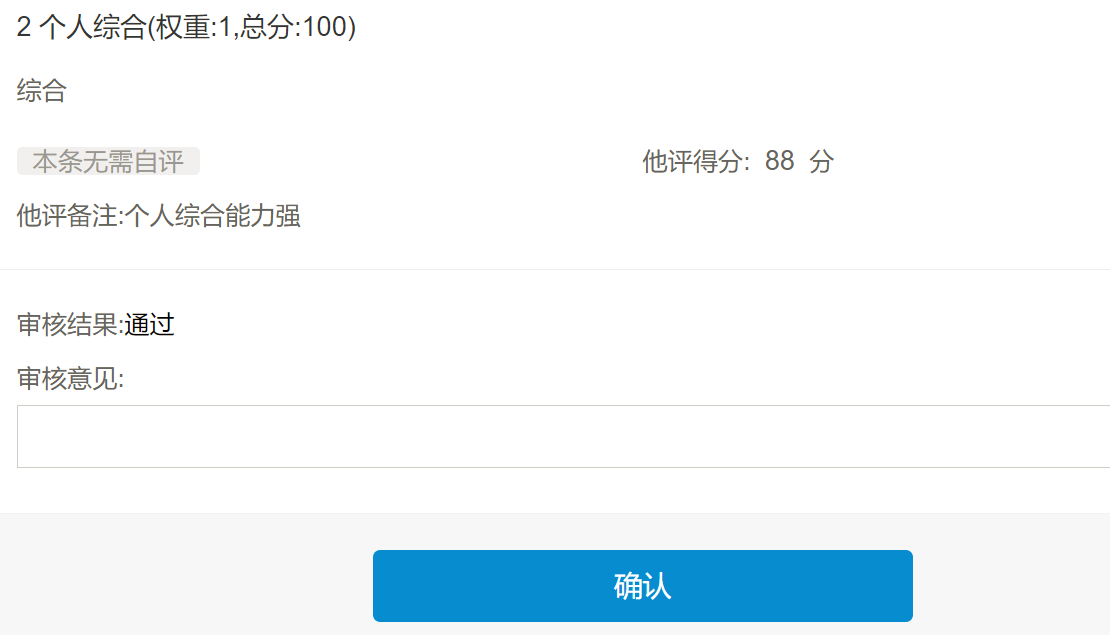 2 个人综合(权重:1,总分:100)
综合
本条无需自评 他评得分: 88 分
他评备注:个人综合能力强
审核结果:通过
审核意见:
确认